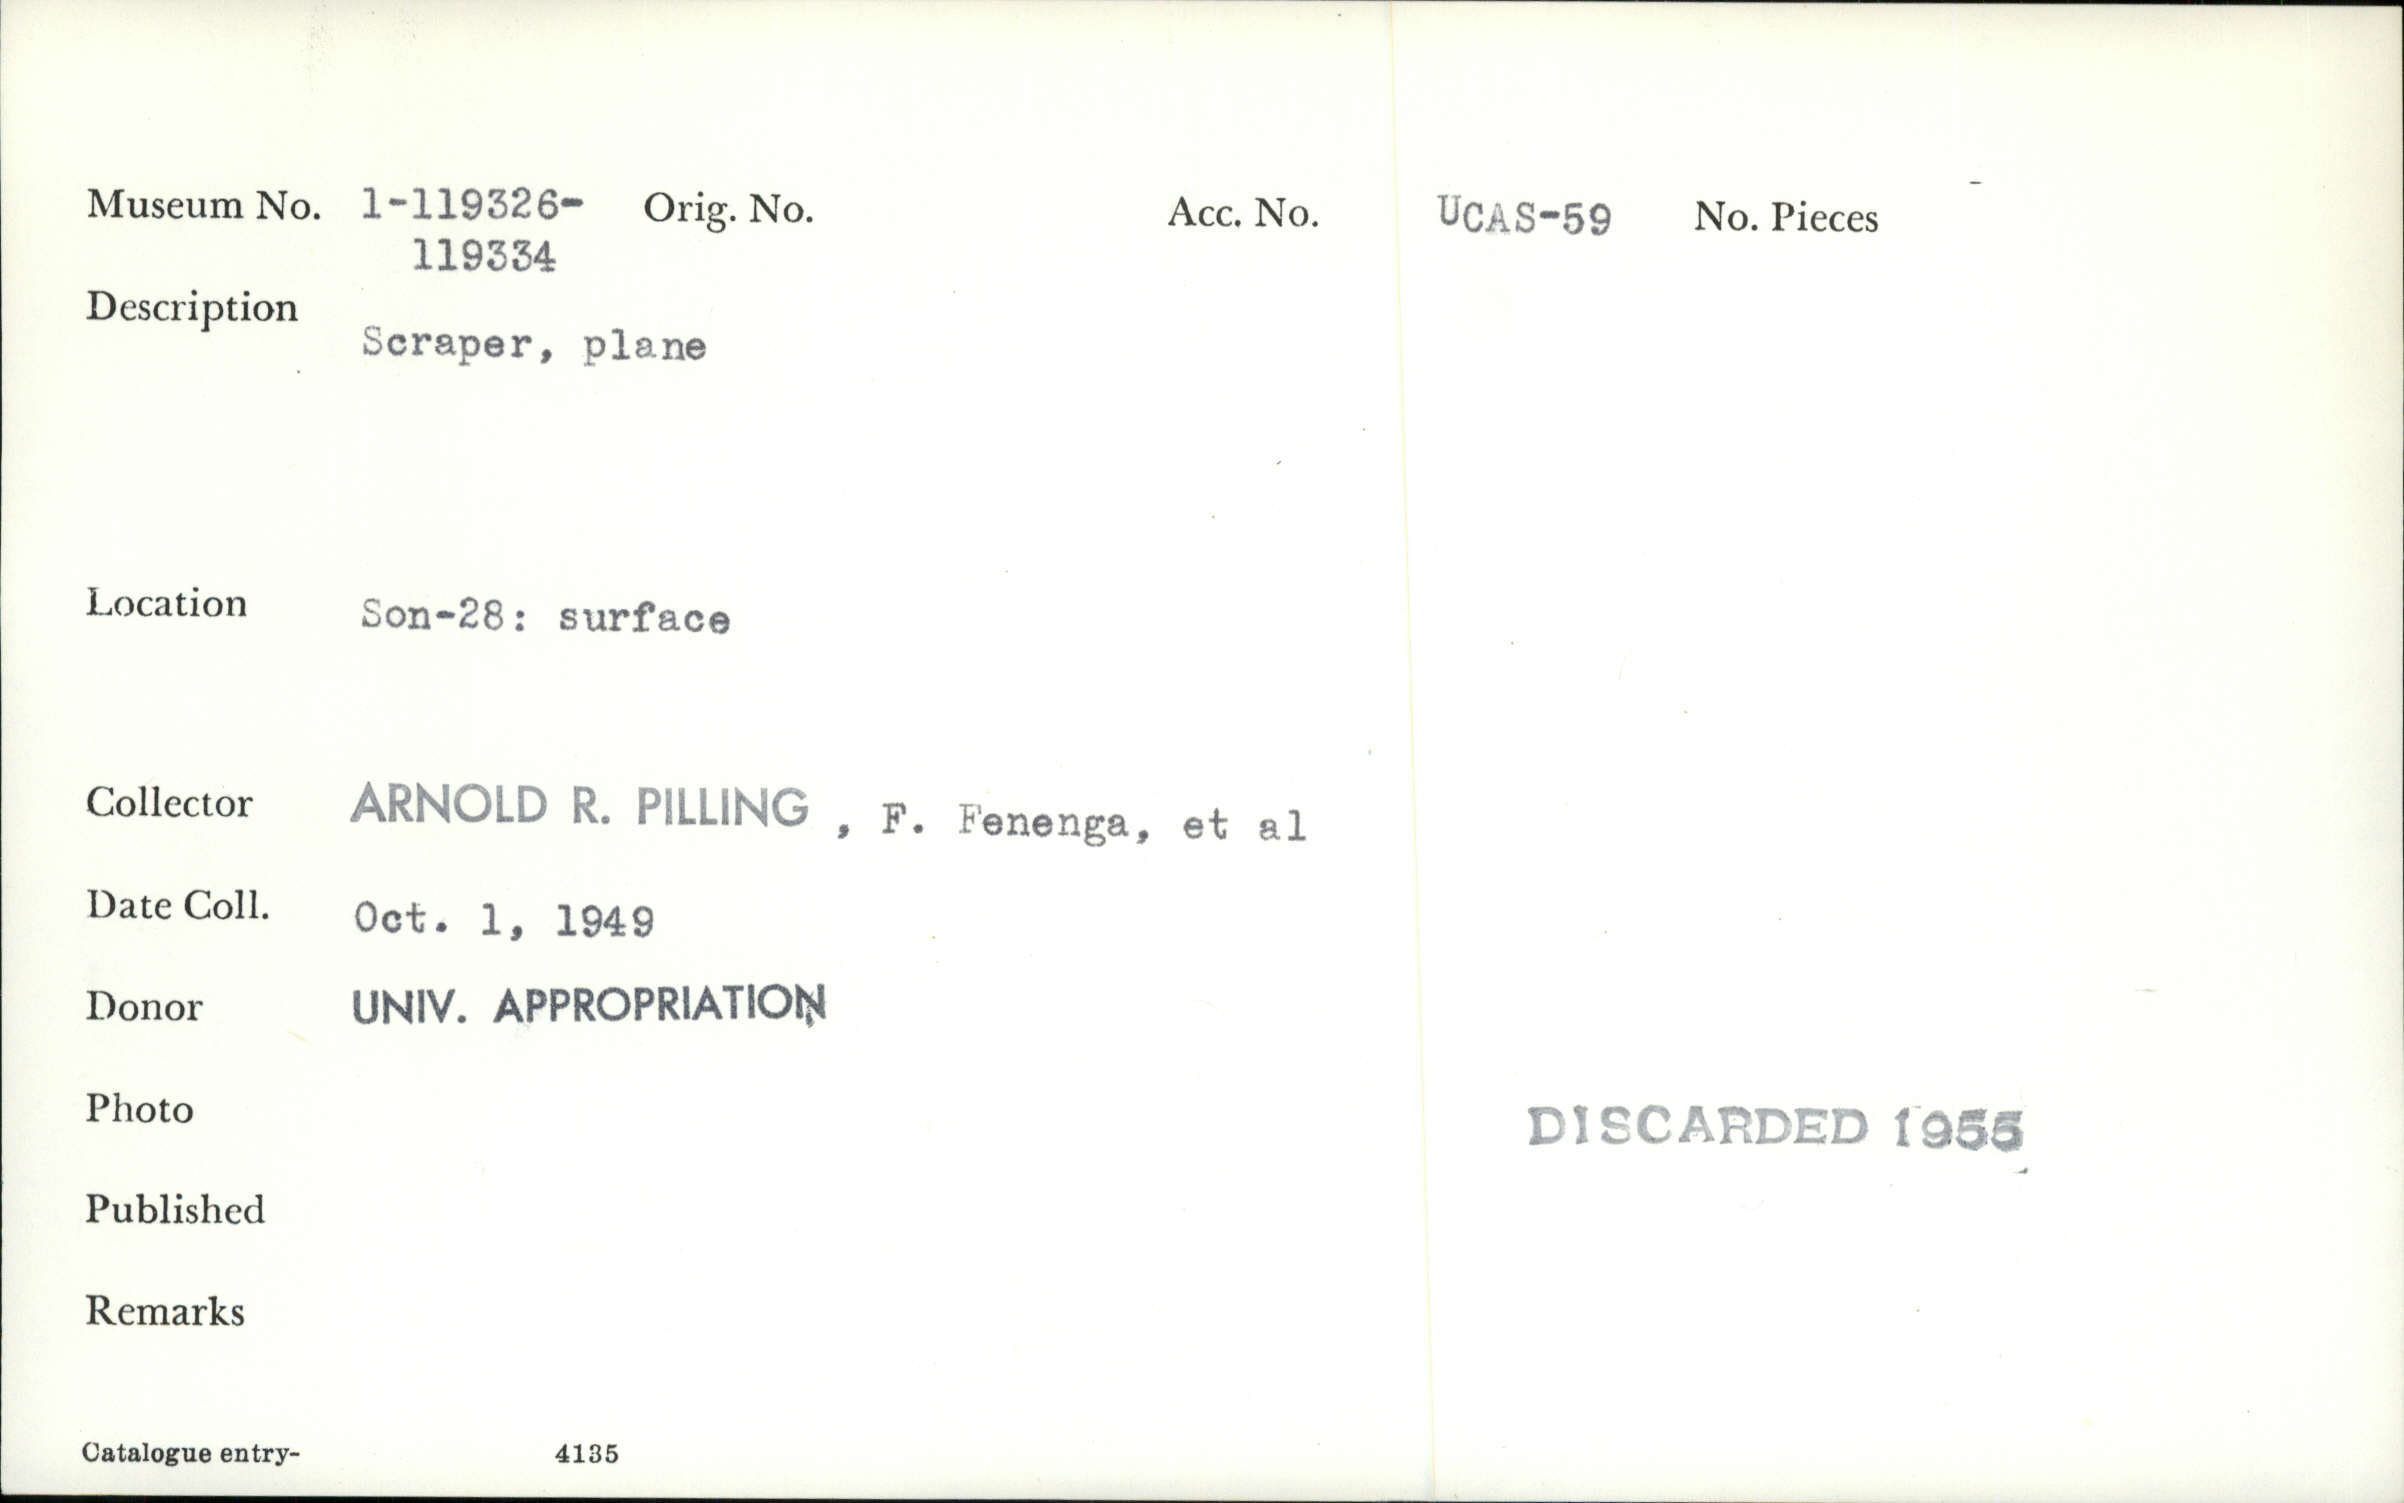 Museum No. 1-119326- Orig. No. Acc. No. UCAS-59 No. Pieces
119334
Description
Scraper, plane
Location Son-28: surface
Collector ARNOLD R. PILLING , F. Fenenga, et al
Date Coll. Oct. 1, 1949
Donor UNIV. APPROPRIATION
Photo
DISCARDED 1955
Published
Remarks
Catalogue entry- 4135